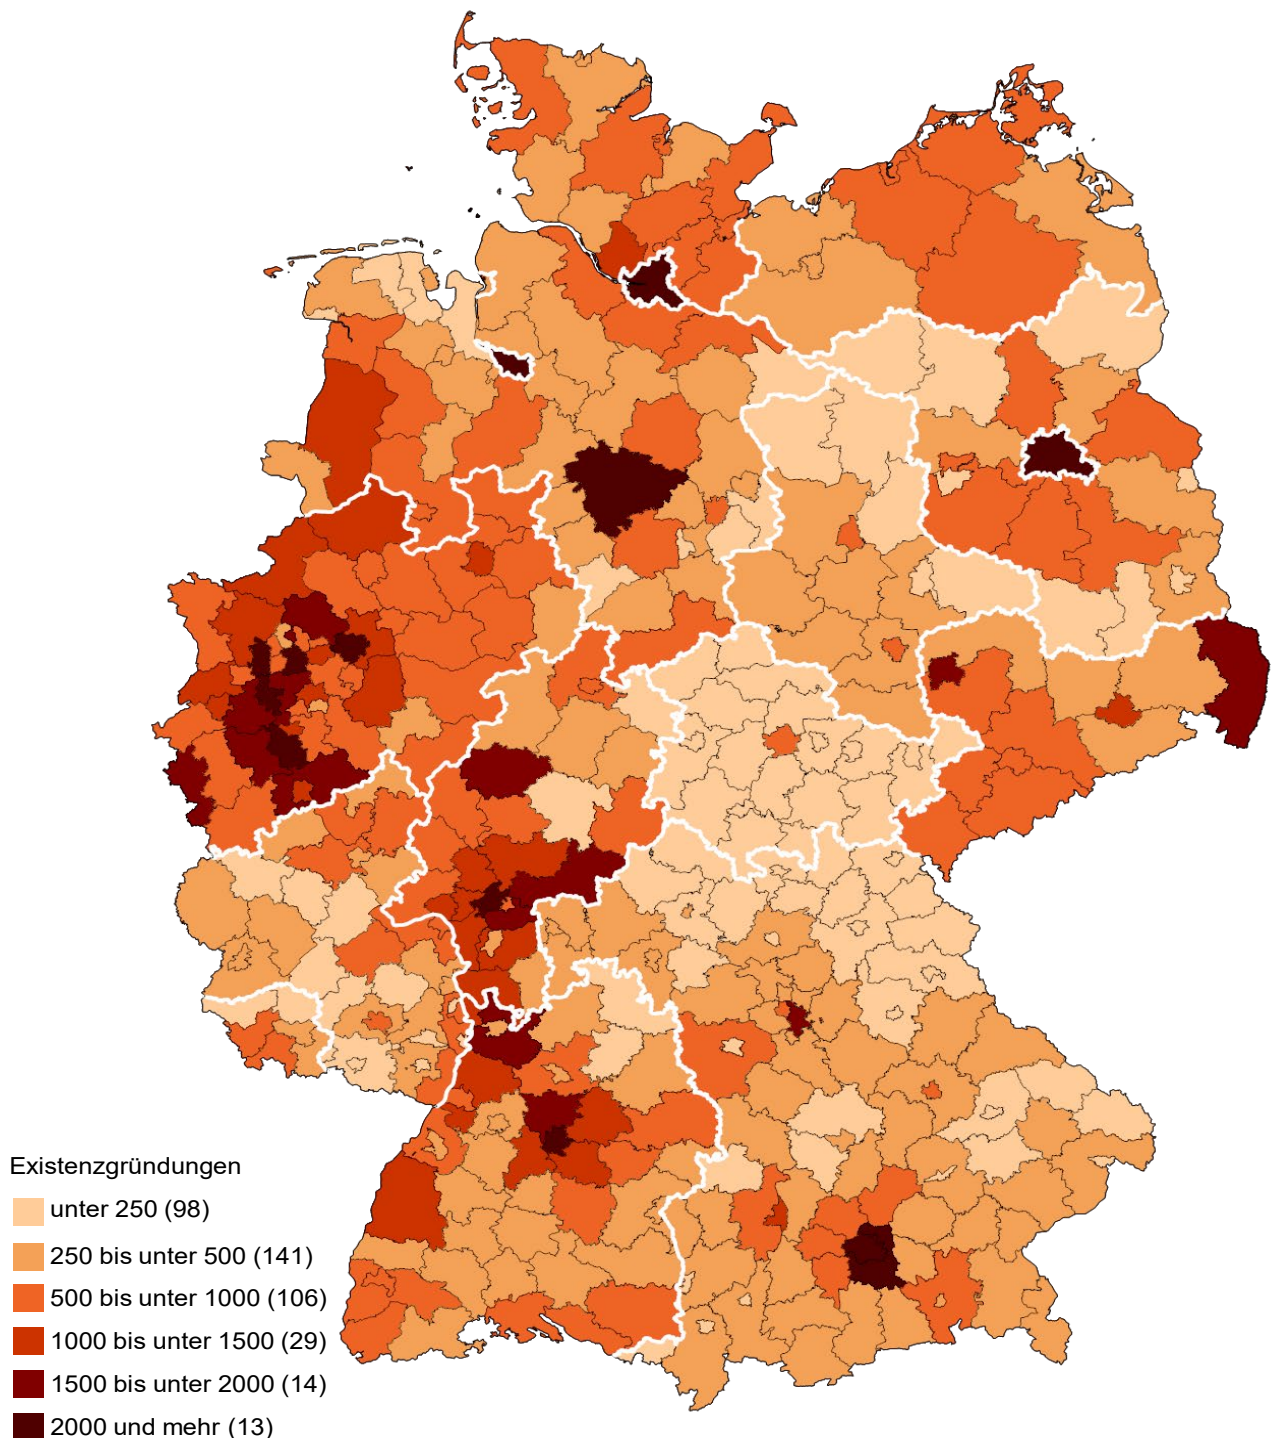 Existenzgründungen
unter 250 (98)
250 bis unter 500 (141)
500 bis unter 1000 (106)
1000 bis unter 1500 (29)
1500 bis unter 2000 (14)
2000 und mehr (13)